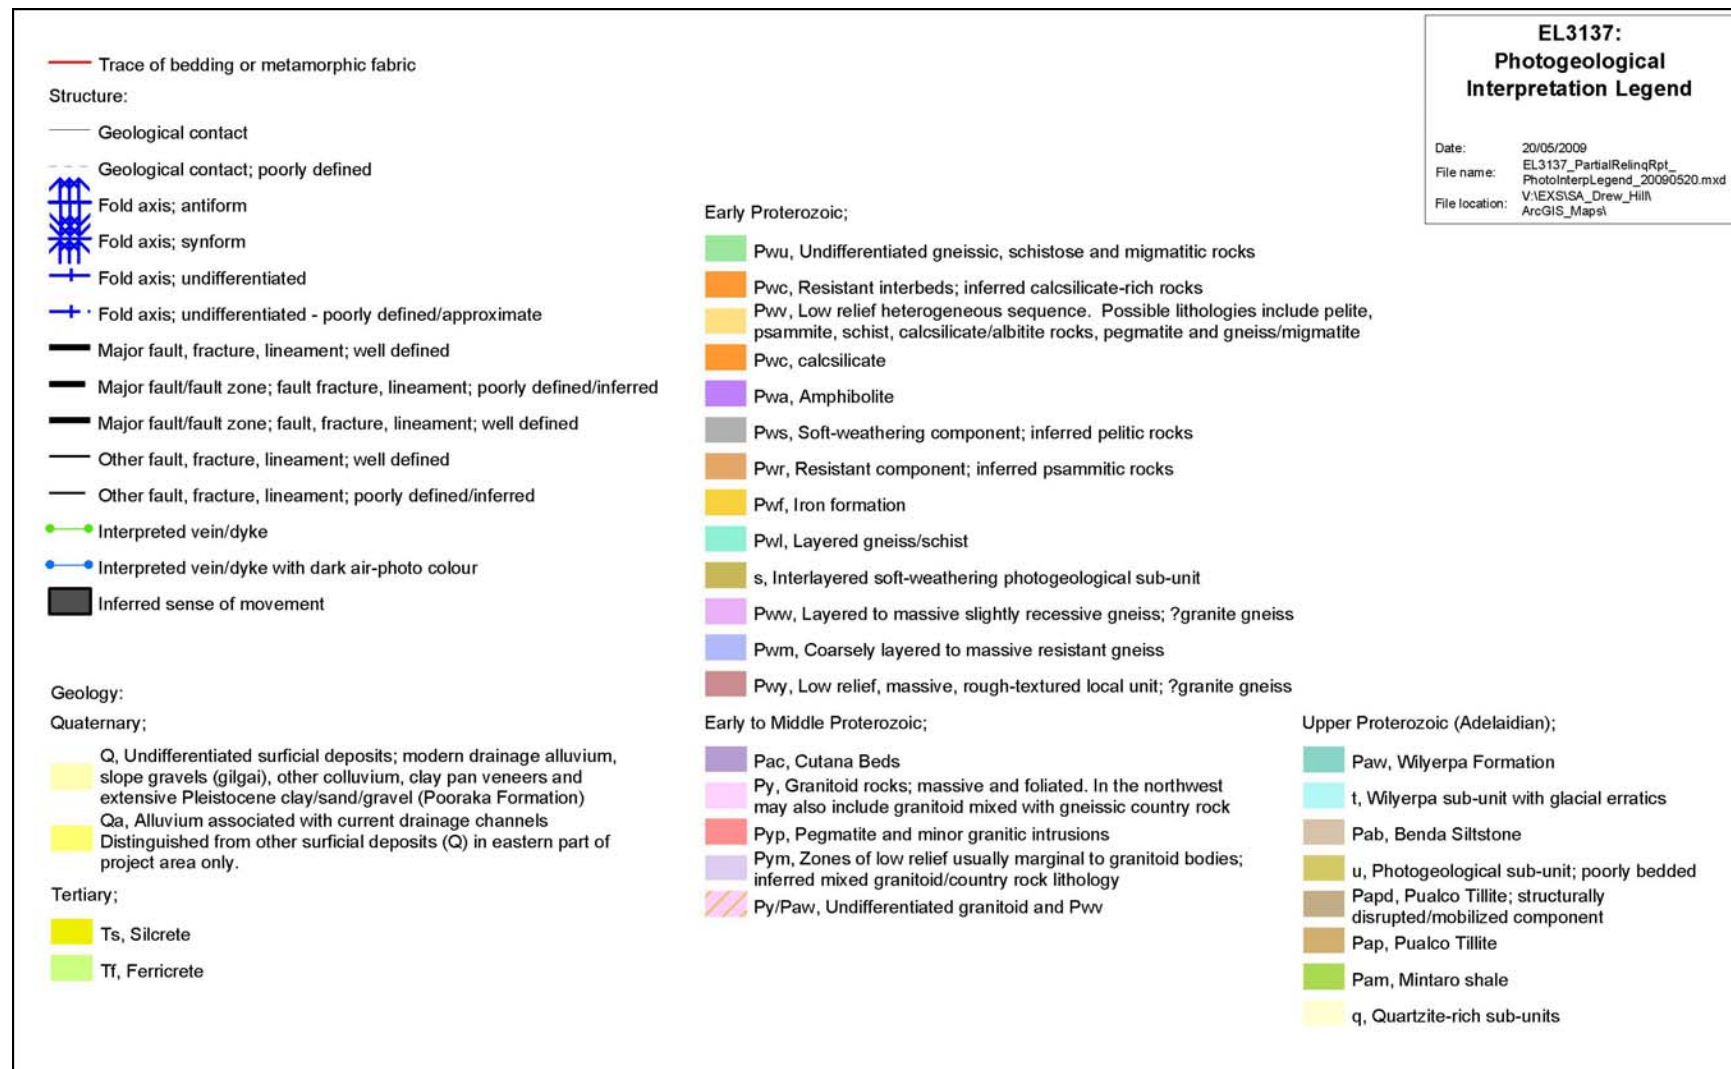 EL3137:
Photogeological
Interpretation Legend
Date: 20/05/2009
File name: EL3137_PartialRelinqRpt_
PhotoInterpLegend_20090520.mxd
File location: V:\EXS\SA_Drew_Hill\
ArcGIS_Maps\
Trace of bedding or metamorphic fabric
Structure:
Geological contact
Geological contact; poorly defined
Fold axis; antiform
Fold axis; synform
Fold axis; undifferentiated
Fold axis; undifferentiated - poorly defined/approximate
Major fault, fracture, lineament; well defined
Major fault/fault zone; fault fracture, lineament; poorly defined/inferred
Major fault/fault zone; fault, fracture, lineament; well defined
Other fault, fracture, lineament; well defined
Other fault, fracture, lineament; poorly defined/inferred
Interpreted vein/dyke
Interpreted vein/dyke with dark air-photo colour
Inferred sense of movement
Geology:
Quaternary;
Q, Undifferentiated surficial deposits; modern drainage alluvium,
slope gravels (gilgai), other colluvium, clay pan veneers and
extensive Pleistocene clay/sand/gravel (Pooraka Formation)
Qa, Alluvium associated with current drainage channels
Distinguished from other surficial deposits (Q) in eastern part of
project area only.
Tertiary;
Ts, Silcrete
Tf, Ferricrete
Early Proterozoic;
Pwu, Undifferentiated gneissic, schistose and migmatitic rocks
Pwc, Resistant interbeds; inferred calcsilicate-rich rocks
Pwv, Low relief heterogeneous sequence. Possible lithologies include pelite,
psammite, schist, calcsilicate/albitite rocks, pegmatite and gneiss/migmatite
Pwc, calcsilicate
Pwa, Amphibolite
Pws, Soft-weathering component; inferred pelitic rocks
Pwr, Resistant component; inferred psammitic rocks
Pwf, Iron formation
Pwl, Layered gneiss/schist
s, Interlayered soft-weathering photogeological sub-unit
Pww, Layered to massive slightly recessive gneiss; ?granite gneiss
Pwm, Coarsely layered to massive resistant gneiss
Pwy, Low relief, massive, rough-textured local unit; ?granite gneiss
Early to Middle Proterozoic;
Pac, Cutana Beds
Py, Granitoid rocks; massive and foliated. In the northwest
may also include granitoid mixed with gneissic country rock
Pyp, Pegmatite and minor granitic intrusions
Pym, Zones of low relief usually marginal to granitoid bodies;
inferred mixed granitoid/country rock lithology
Py/Paw, Undifferentiated granitoid and Pwv
Upper Proterozoic (Adelaidian);
Paw, Wilyerpa Formation
t, Wilyerpa sub-unit with glacial erratics
Pab, Benda Siltstone
u, Photogeological sub-unit; poorly bedded
Papd, Pualco Tillite; structurally
disrupted/mobilized component
Pap, Pualco Tillite
Pam, Mintaro shale
q, Quartzite-rich sub-units